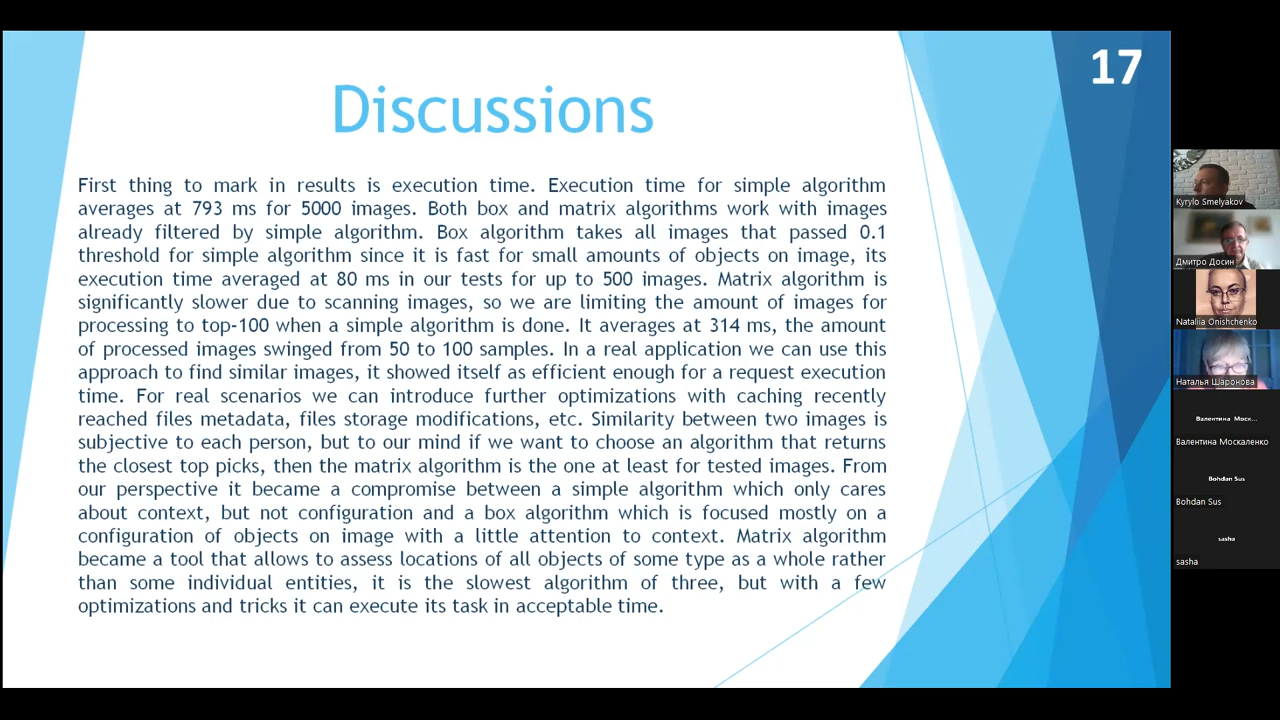 17
Discussions
First thing to mark in results is execution time. Execution time for simple algorithm
averages at 793 ms for 5000 images. Both box and matrix algorithms work with images
already filtered by simple algorithm. Box algorithm takes all images that passed 0.1
threshold for simple algorithm since it is fast for small amounts of objects on image, its
execution time averaged at 80 ms in our tests for up to 500 images. Matrix algorithm is
significantly slower due to scanning images, so we are limiting the amount of images for
processing to top-100 when a simple algorithm is done. It averages at 314 ms, the amount
of processed images swinged from 50 to 100 samples. In a real application we can use this
approach to find similar images, it showed itself as efficient enough for a request execution
time. For real scenarios we can introduce further optimizations with caching recently
reached files metadata, files storage modifications, etc. Similarity between two images is
subjective to each person, but to our mind if we want to choose an algorithm that returns
the closest top picks, then the matrix algorithm is the one at least for tested images. From
our perspective it became a compromise between a simple algorithm which only cares
about context, but not configuration and a box algorithm which is focused mostly on a
configuration of objects on image with a little attention to context. Matrix algorithm
became a tool that allows to assess locations of all objects of some type as a whole rather
than some individual entities, it is the slowest algorithm of three, but with a few
optimizations and tricks it can execute its task in acceptable time.
Kyrylo Smelyakov
Дмитро Досин
Nataliia Onishchenko
Наталья Шаронова
Валентина Моск...
Валентина Москаленко
Bohdan Sus
Bohdan Sus
sasha
sasha